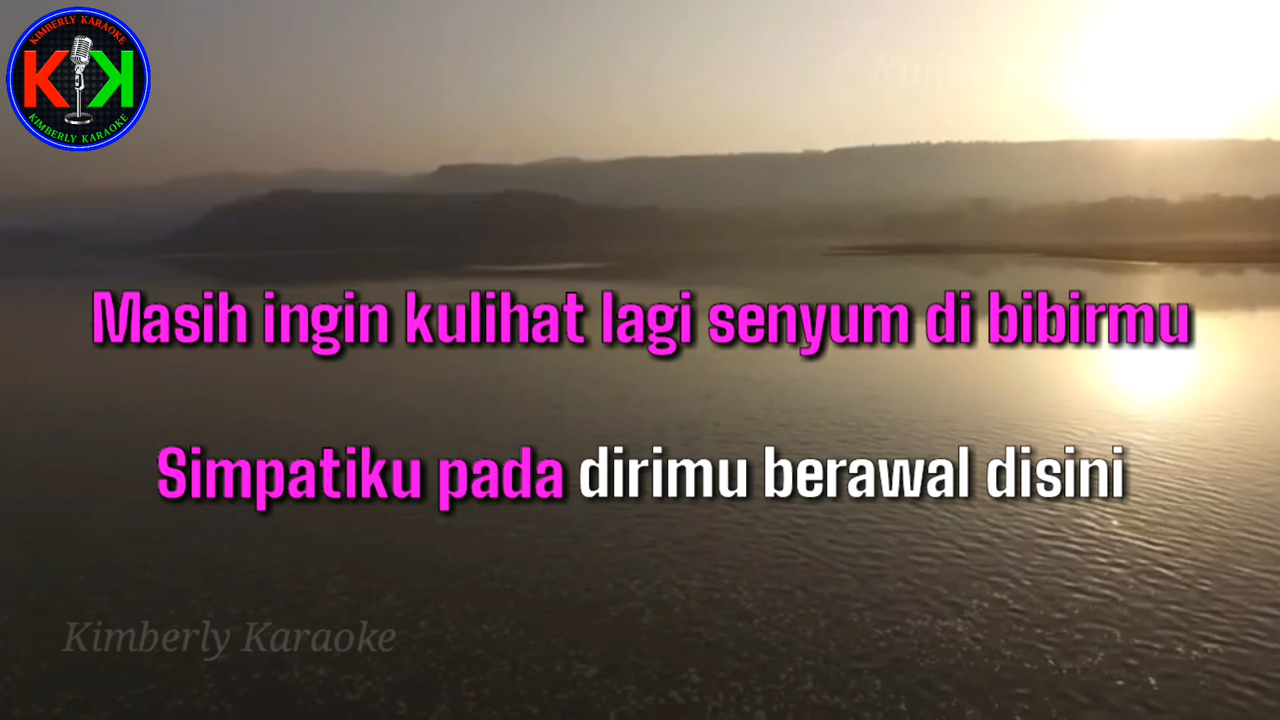 KIMBERLY KARAOKE
K K
KIMBERLY KARAOKE
Masih ingin kulihat lagi senyum di bibirmu
Simpatiku pada dirimu berawal disini
Kimberly Karaoke